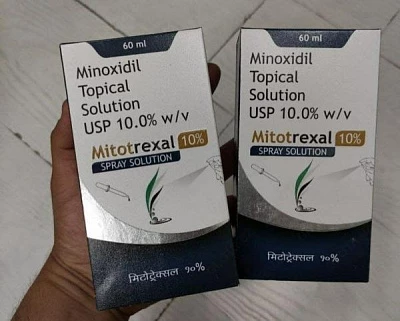 60 ml
Minoxidil
Topical
Solution
USP 10.0% w/v
Mitotrexal 10%
SPRAY SOLUTION
मिटोट्रेक्सल १०%
60 ml
Minoxidil
Topical
Solution
USP 10.0% w/v
Mitotrexal 10%
SPRAY SOLUTION
मिटोट्रेक्सल १०%